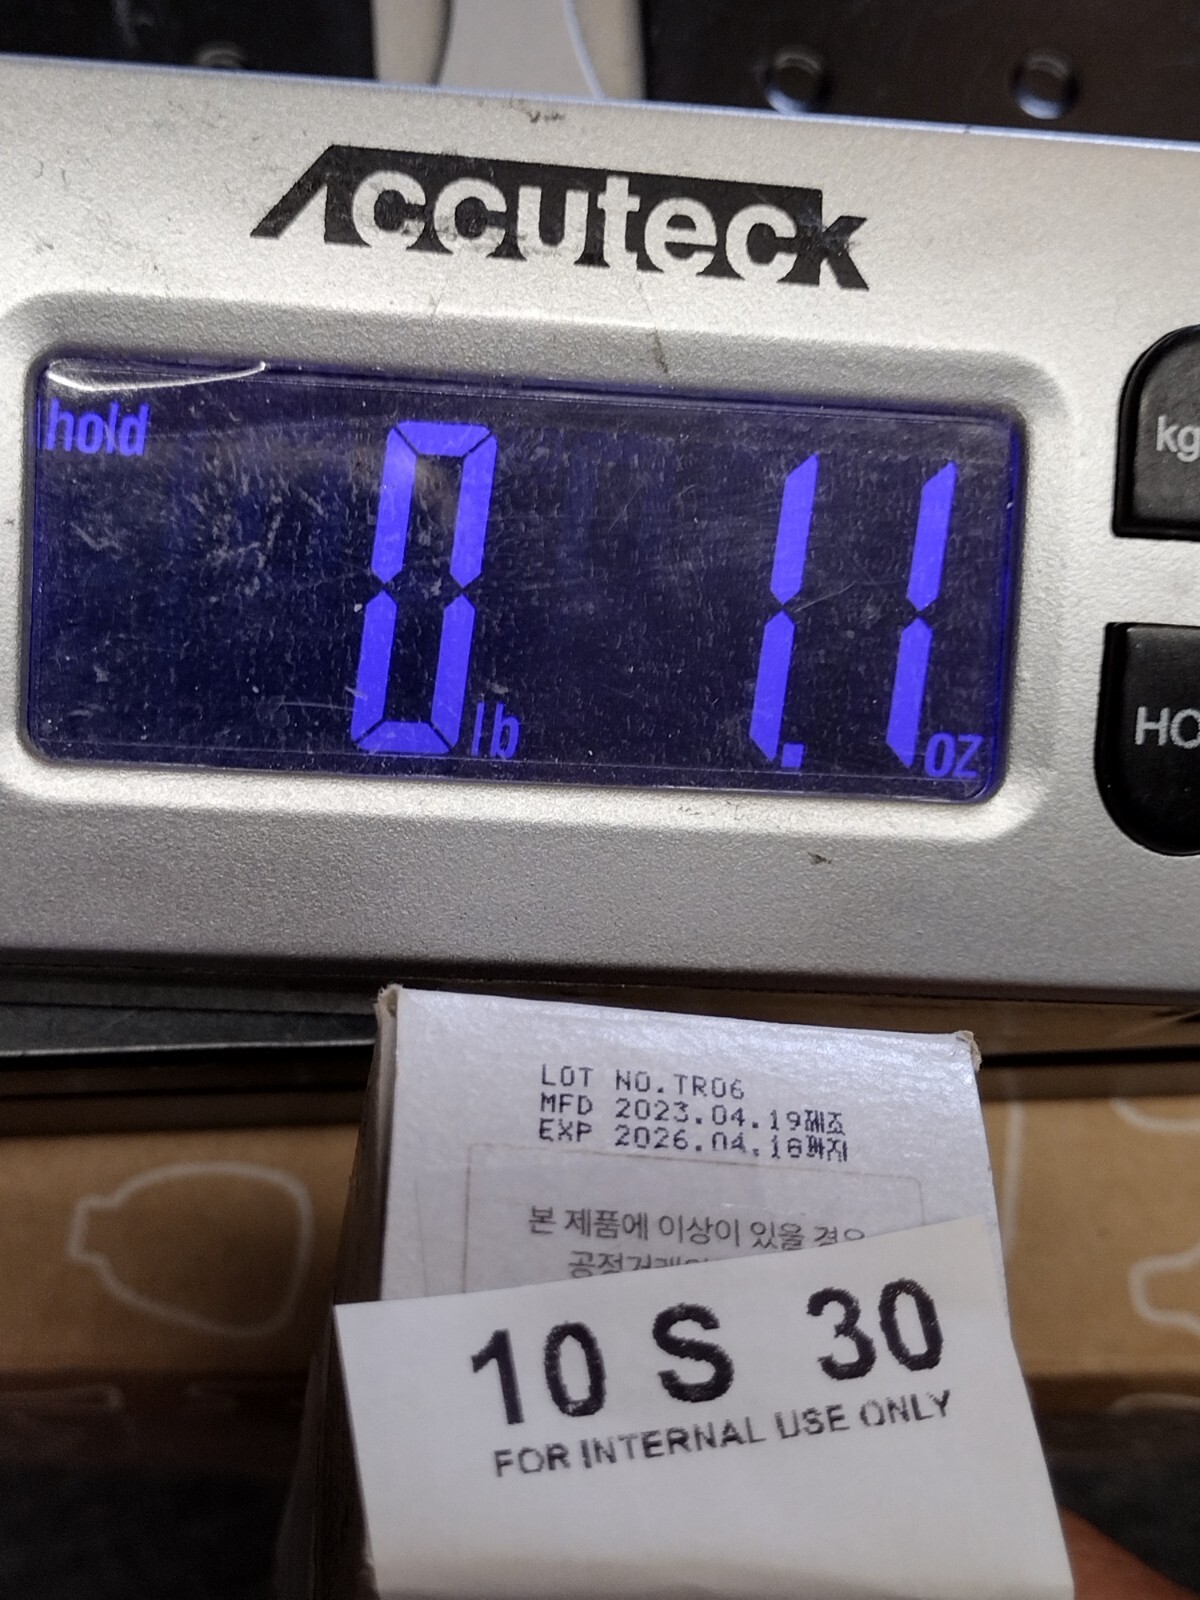 Accuteck
hold
0 lb 1.1 oz
kg
HO
LOT NO.TR06
MFD 2023.04.19제조
EXP 2026.04.18까지
본 제품에 이상이 있을 경우
10 S 30
FOR INTERNAL USE ONLY